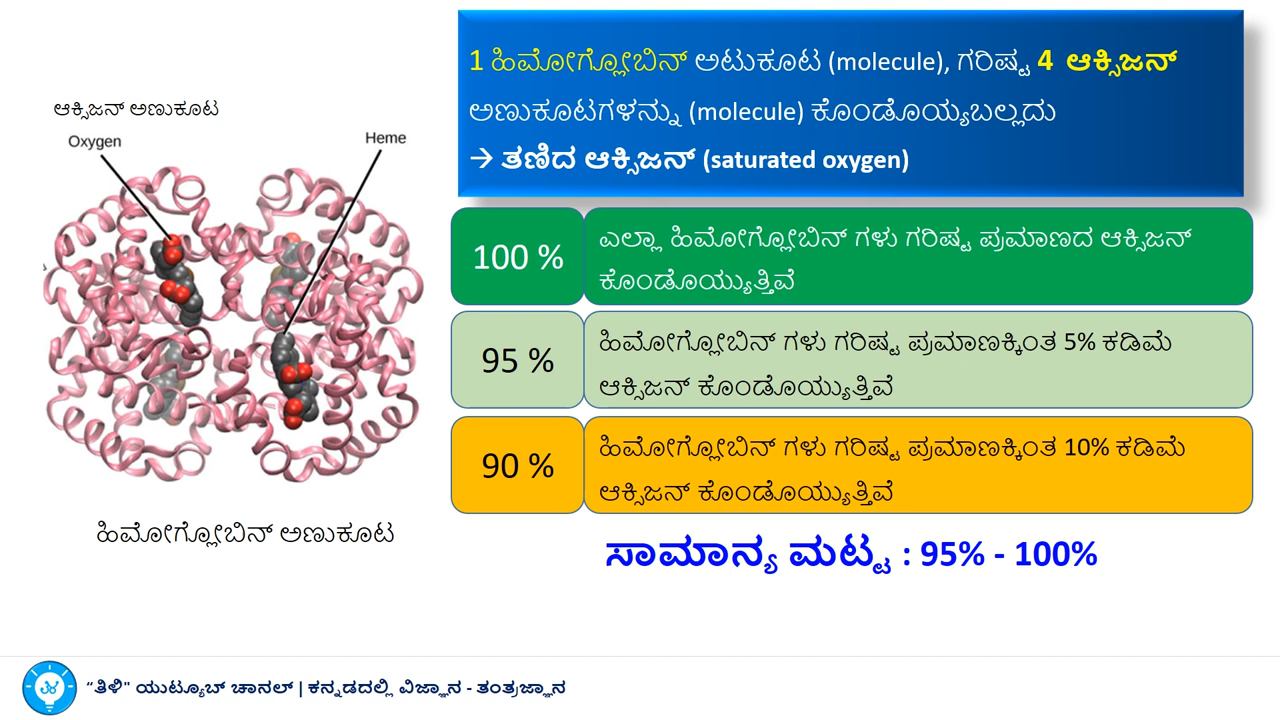 ಆಕ್ಸಿಜನ್ ಅಣುಕೂಟ
Oxygen
Heme
ಹಿಮೋಗ್ಲೋಬಿನ್ ಅಣುಕೂಟ
1 ಹಿಮೋಗ್ಲೋಬಿನ್ ಅಟುಕೂಟ (molecule), ಗರಿಷ್ಟ 4 ಆಕ್ಸಿಜನ್
ಅಣುಕೂಟಗಳನ್ನು (molecule) ಕೊಂಡೊಯ್ಯಬಲ್ಲದು
→ ತಣಿದ ಆಕ್ಸಿಜನ್ (saturated oxygen)
100 %
ಎಲ್ಲಾ ಹಿಮೋಗ್ಲೋಬಿನ್ ಗಳು ಗರಿಷ್ಟ ಪ್ರಮಾಣದ ಆಕ್ಸಿಜನ್
ಕೊಂಡೊಯ್ಯುತ್ತಿವೆ
95 %
ಹಿಮೋಗ್ಲೋಬಿನ್ ಗಳು ಗರಿಷ್ಟ ಪ್ರಮಾಣಕ್ಕಿಂತ 5% ಕಡಿಮೆ
ಆಕ್ಸಿಜನ್ ಕೊಂಡೊಯ್ಯುತ್ತಿವೆ
90 %
ಹಿಮೋಗ್ಲೋಬಿನ್ ಗಳು ಗರಿಷ್ಟ ಪ್ರಮಾಣಕ್ಕಿಂತ 10% ಕಡಿಮೆ
ಆಕ್ಸಿಜನ್ ಕೊಂಡೊಯ್ಯುತ್ತಿವೆ
ಸಾಮಾನ್ಯ ಮಟ್ಟ : 95% - 100%
“ತಿಳಿ" ಯುಟ್ಯೂಬ್ ಚಾನಲ್ | ಕನ್ನಡದಲ್ಲಿ ವಿಜ್ಞಾನ - ತಂತ್ರಜ್ಞಾನ